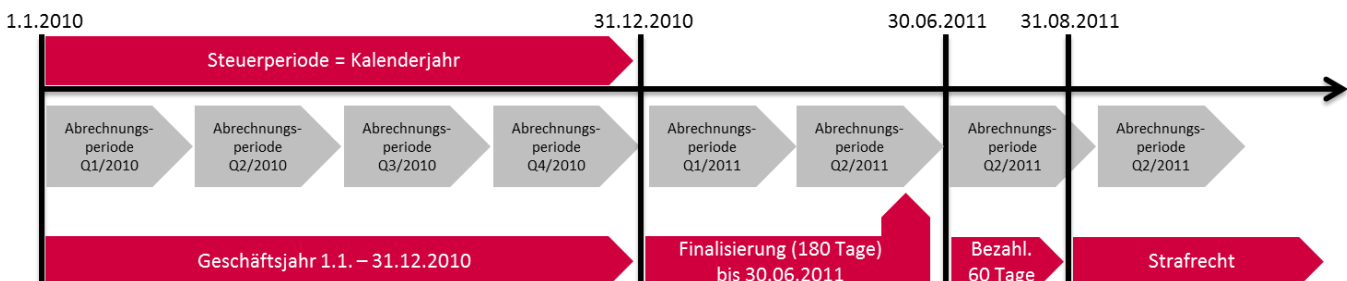 1.1.2010
31.12.2010
30.06.2011
31.08.2011
Steuerperiode = Kalenderjahr
Abrechnungs-
periode
Q1/2010
Abrechnungs-
periode
Q2/2010
Abrechnungs-
periode
Q3/2010
Abrechnungs-
periode
Q4/2010
Abrechnungs-
periode
Q1/2011
Abrechnungs-
periode
Q2/2011
Abrechnungs-
periode
Q2/2011
Abrechnungs-
periode
Q2/2011
Geschäftsjahr 1.1. – 31.12.2010
Finalisierung (180 Tage)
bis 30.06.2011
Bezahl.
60 Tage
Strafrecht